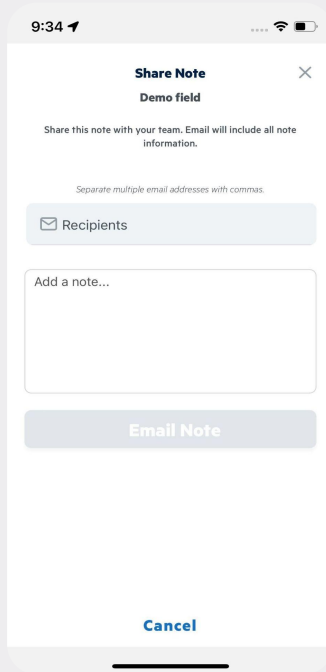 9:34
Share Note
Demo field
Share this note with your team. Email will include all note
information.
Separate multiple email addresses with commas.
Recipients
Add a note...
Email Note
Cancel